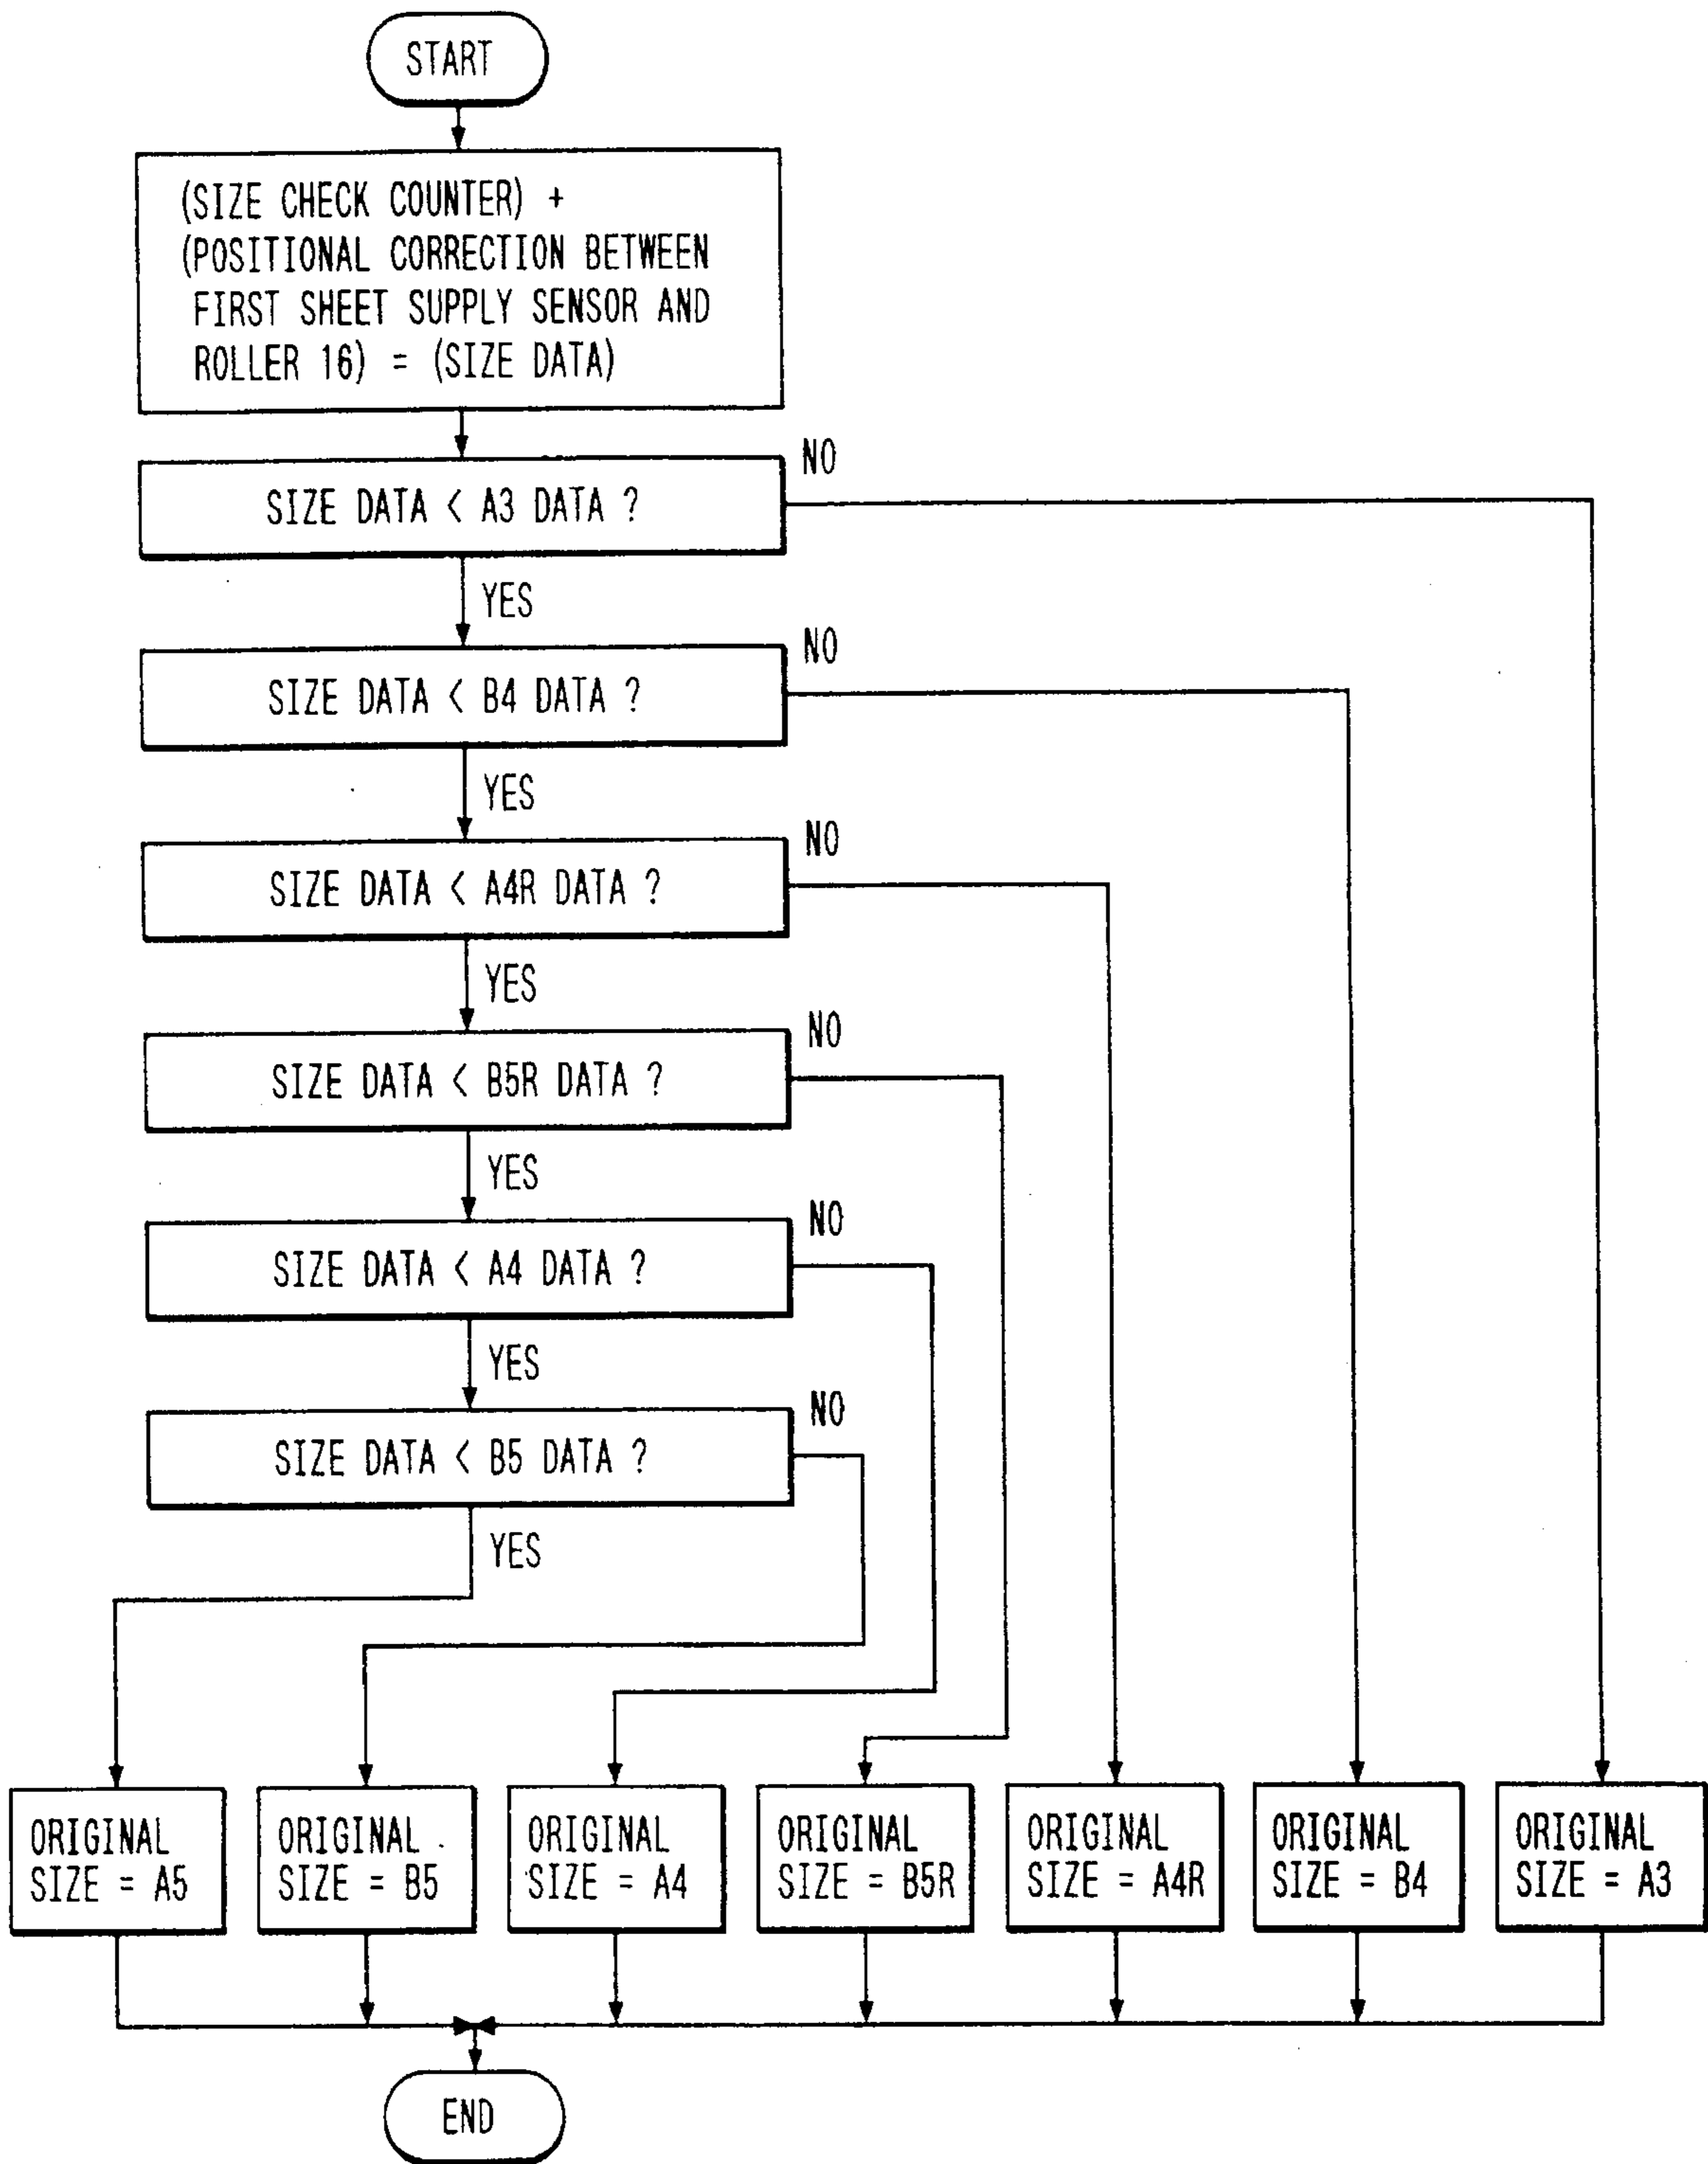 START
(SIZE CHECK COUNTER) +
(POSITIONAL CORRECTION BETWEEN
FIRST SHEET SUPPLY SENSOR AND
ROLLER 16) = (SIZE DATA)
NO
SIZE DATA < A3 DATA ?
YES
NO
SIZE DATA < B4 DATA ?
YES
NO
SIZE DATA < A4R DATA ?
YES
NO
SIZE DATA < B5R DATA ?
YES
NO
SIZE DATA < A4 DATA ?
YES
NO
SIZE DATA < B5 DATA ?
YES
ORIGINAL
SIZE = A5
ORIGINAL
SIZE = B5
ORIGINAL
SIZE = A4
ORIGINAL
SIZE = B5R
ORIGINAL
SIZE = A4R
ORIGINAL
SIZE = B4
ORIGINAL
SIZE = A3
END